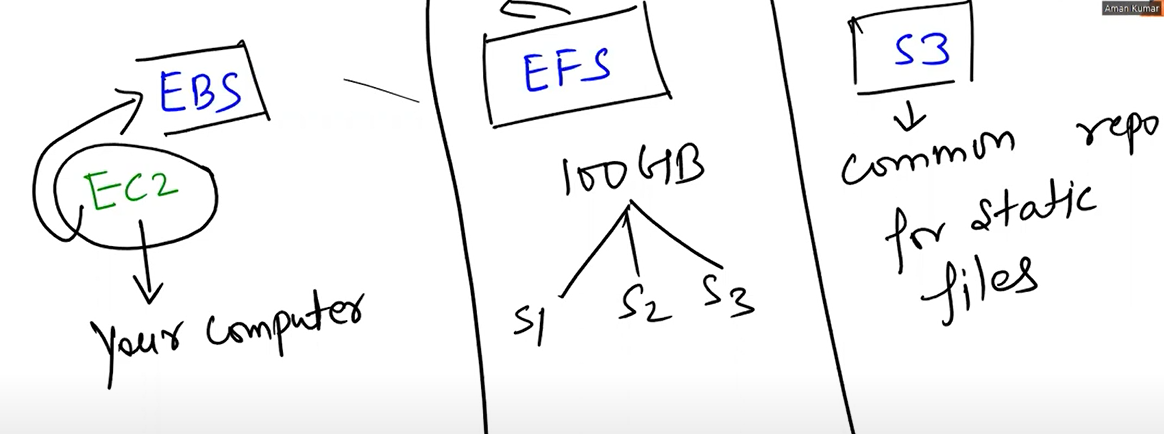 Aman Kumar
EBS
EC2
your computer
EFS
100GB
S1 S2 S3
S3
common repo
for static
files